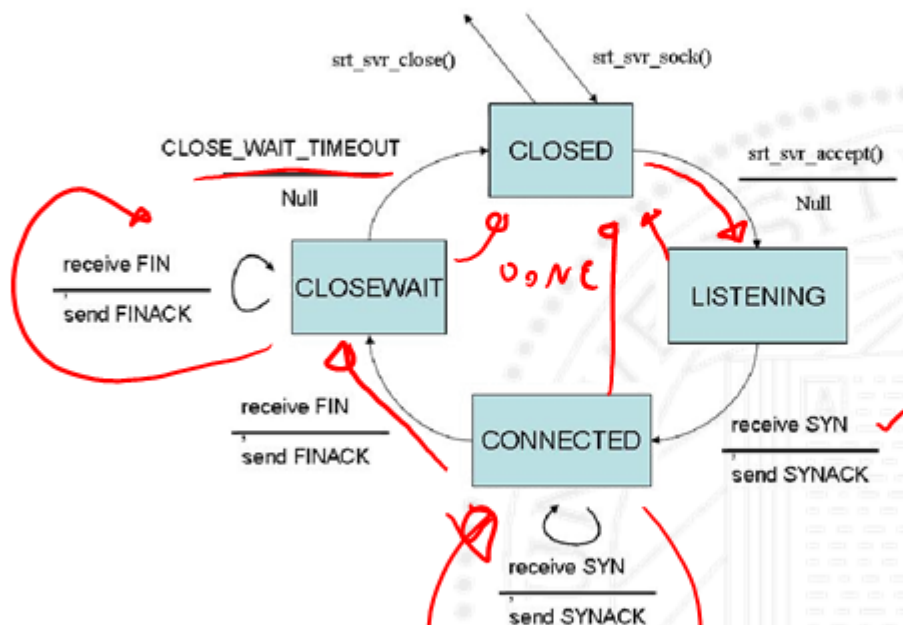 srt_svr_close()
srt_svr_sock()
CLOSE_WAIT_TIMEOUT
Null
CLOSED
srt_svr_accept()
Null
receive FIN
send FINACK
CLOSEWAIT
DONE
LISTENING
receive FIN
send FINACK
CONNECTED
receive SYN
send SYNACK
receive SYN
send SYNACK